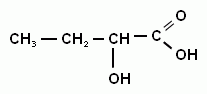 O
CH₃ — CH₂ — CH — C
OH
OH